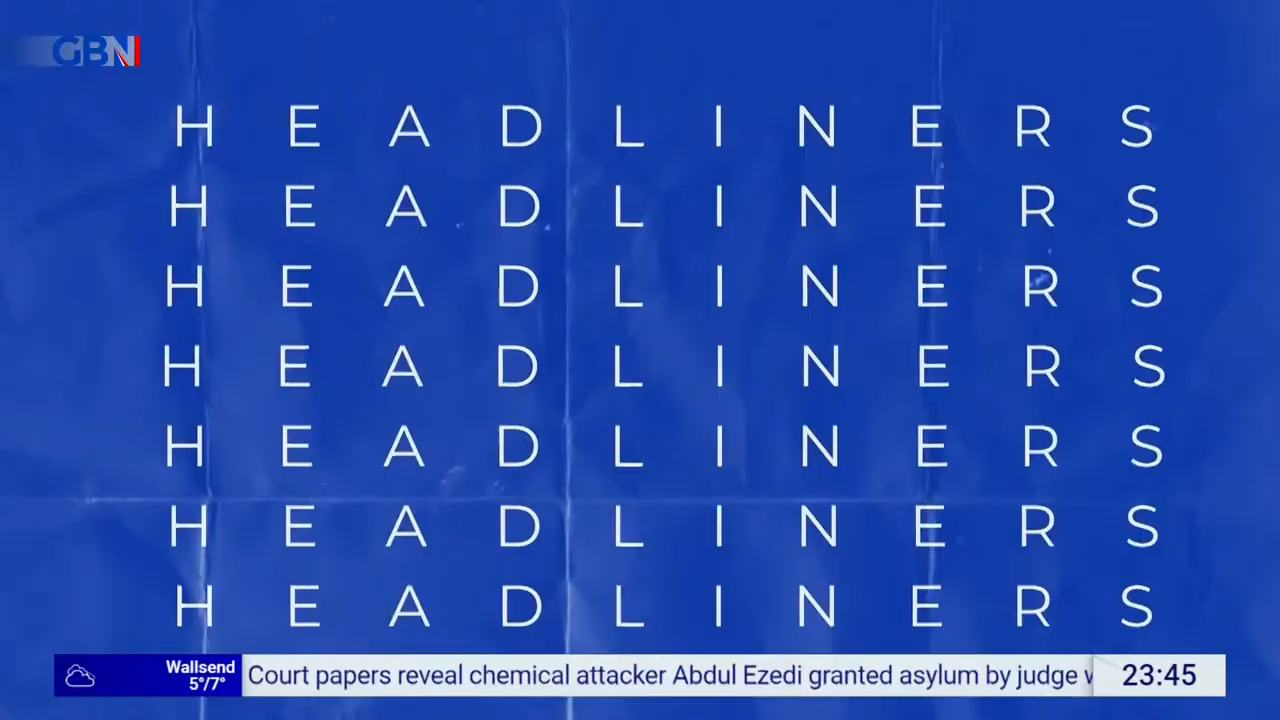 GBN
H E A D L I N E R S
H E A D L I N E R S
H E A D L I N E R S
H E A D L I N E R S
H E A D L I N E R S
H E A D L I N E R S
H E A D L I N E R S
Wallsend
5°/7°
Court papers reveal chemical attacker Abdul Ezedi granted asylum by judge
23:45